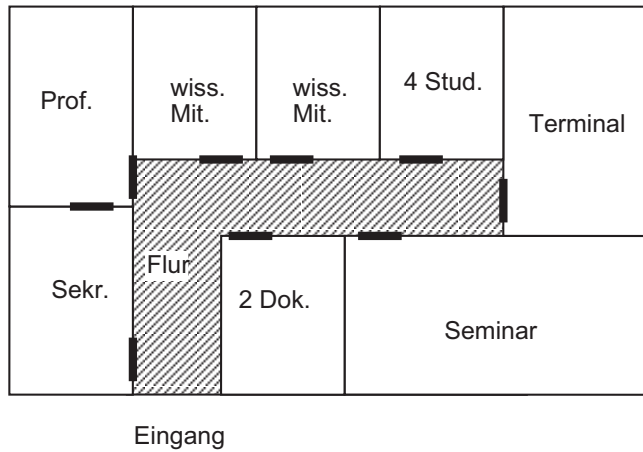 Prof.
wiss.
Mit.
wiss.
Mit.
4 Stud.
Terminal
Flur
Sekr.
2 Dok.
Seminar
Eingang